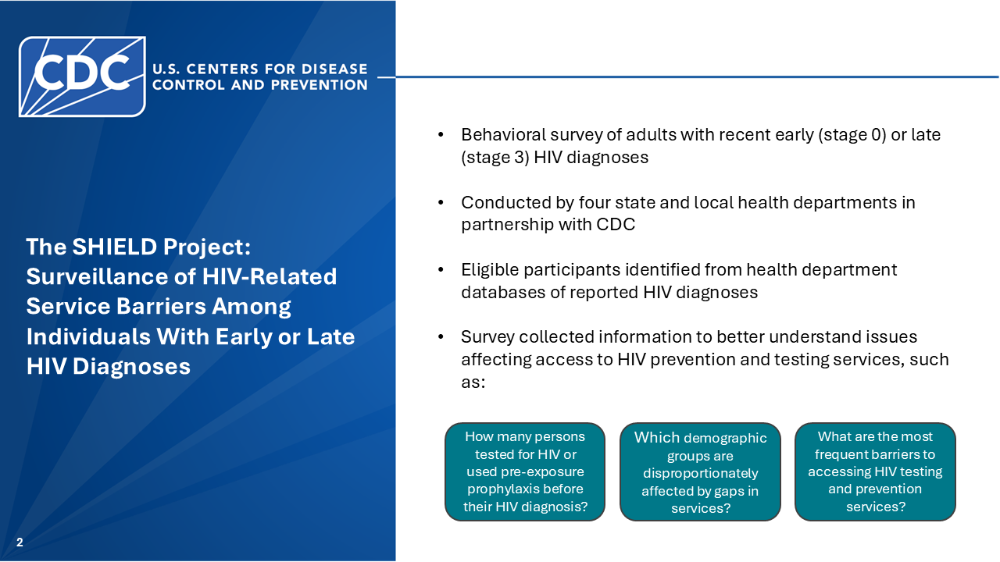 CDC
U.S. CENTERS FOR DISEASE
CONTROL AND PREVENTION
The SHIELD Project:
Surveillance of HIV-Related
Service Barriers Among
Individuals With Early or Late
HIV Diagnoses
2
• Behavioral survey of adults with recent early (stage 0) or late
(stage 3) HIV diagnoses
• Conducted by four state and local health departments in
partnership with CDC
• Eligible participants identified from health department
databases of reported HIV diagnoses
• Survey collected information to better understand issues
affecting access to HIV prevention and testing services, such
as:
How many persons
tested for HIV or
used pre-exposure
prophylaxis before
their HIV diagnosis?
Which demographic
groups are
disproportionately
affected by gaps in
services?
What are the most
frequent barriers to
accessing HIV testing
and prevention
services?